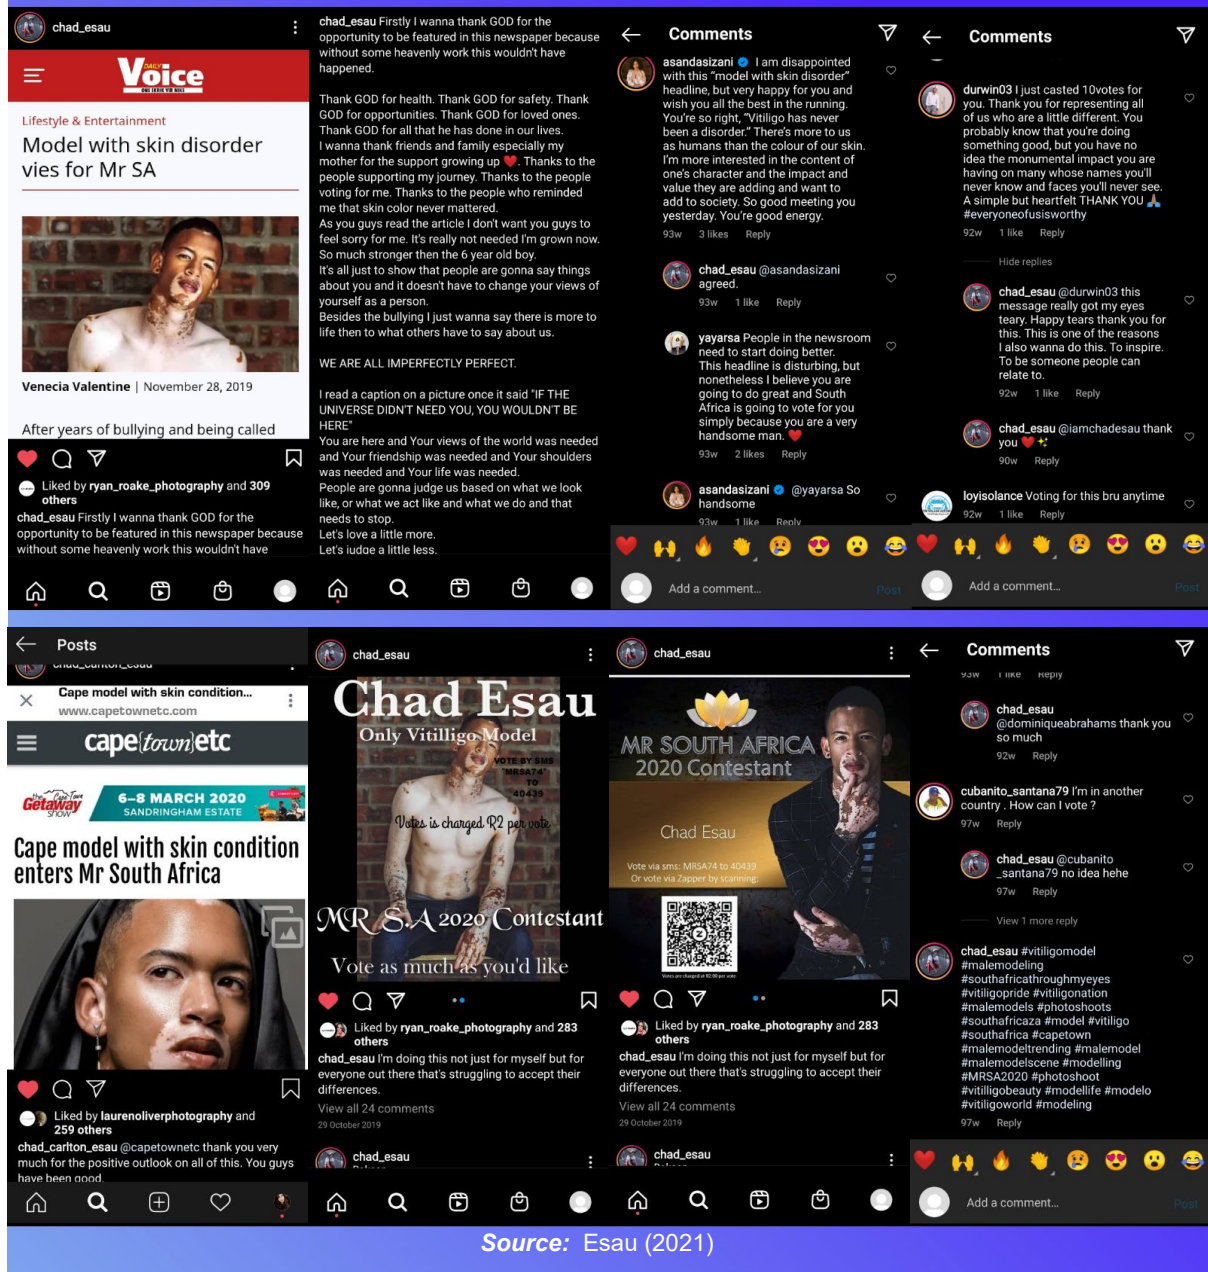 chad_esau
DAILY
Voice
Lifestyle & Entertainment
Model with skin disorder
vies for Mr SA
Venecia Valentine | November 28, 2019
After years of bullying and being called
Liked by ryan_roake_photography and 309
others
chad_esau Firstly I wanna thank GOD for the
opportunity to be featured in this newspaper because
without some heavenly work this wouldn't have
chad_esau Firstly I wanna thank GOD for the
opportunity to be featured in this newspaper because
without some heavenly work this wouldn't have
happened.
Thank GOD for health. Thank GOD for safety. Thank
GOD for opportunities. Thank GOD for loved ones.
Thank GOD for all that he has done in our lives.
I wanna thank friends and family especially my
mother for the support growing up ❤️. Thanks to the
people supporting my journey. Thanks to the people
voting for me. Thanks to the people who reminded
me that skin color never mattered.
As you guys read the article I don't want you guys to
feel sorry for me. It's really not needed I'm grown now.
So much stronger then the 6 year old boy.
It's all just to show that people are gonna say things
about you and it doesn't have to change your views of
yourself as a person.
Besides the bullying I just wanna say there is more to
life then to what others have to say about us.
WE ARE ALL IMPERFECTLY PERFECT.
I read a caption on a picture once it said "IF THE
UNIVERSE DIDN'T NEED YOU, YOU WOULDN'T BE
HERE"
You are here and Your views of the world was needed
and Your friendship was needed and Your shoulders
was needed and Your life was needed.
People are gonna judge us based on what we look
like, or what we act like and what we do and that
needs to stop.
Let's love a little more.
Let's judge a little less.
Comments
asandasizani I am disappointed
with this "model with skin disorder"
headline, but very happy for you and
wish you all the best in the running.
You're so right, "Vitiligo has never
been a disorder." There's more to us
as humans than the colour of our skin.
I'm more interested in the content of
one's character and the impact and
value they are adding and want to
add to society. So good meeting you
yesterday. You're good energy.
93w 3 likes Reply
chad_esau @asandasizani
agreed.
93w 1 like Reply
yayarsa People in the newsroom
need to start doing better.
This headline is disturbing, but
nonetheless I believe you are
going to do great and South
Africa is going to vote for you
simply because you are a very
handsome man. ❤️
93w 2 likes Reply
asandasizani @yayarsa So
handsome
93w 1 like Reply
Add a comment... Post
Comments
durwin03 I just casted 10votes for
you. Thank you for representing all
of us who are a little different. You
probably know that you're doing
something good, but you have no
idea the monumental impact you are
having on many whose names you'll
never know and faces you'll never see.
A simple but heartfelt THANK YOU 🙏🏽
#everyoneofusisworthy
92w 1 like Reply
Hide replies
chad_esau @durwin03 this
message really got my eyes
teary. Happy tears thank you for
this. This is one of the reasons
I also wanna do this. To inspire.
To be someone people can
relate to.
92w 1 like Reply
chad_esau @iamchadesau thank
you ❤️✨
90w Reply
loyisolance Voting for this bru anytime
92w 1 like Reply
Add a comment... Post
Posts
chad_carlton_esau
Cape model with skin condition...
www.capetownetc.com
cape{town}etc
the Cape Town
Getaway
show
6–8 MARCH 2020
SANDRINGHAM ESTATE
Cape model with skin condition
enters Mr South Africa
Liked by laurenoliverphotography and
259 others
chad_carlton_esau @capetownetc thank you very
much for the positive outlook on all of this. You guys
have been good.
chad_esau
Chad Esau
Only Vitilligo Model
VOTE BY SMS
"MRSA74"
TO
40439
Votes is charged R2 per vote
MR S.A 2020 Contestant
Vote as much as you'd like
Liked by ryan_roake_photography and 283
others
chad_esau I'm doing this not just for myself but for
everyone out there that's struggling to accept their
differences.
View all 24 comments
29 October 2019
chad_esau
chad_esau
MR SOUTH AFRICA
2020 Contestant
Chad Esau
Vote via sms: MRSA74 to 40439
Or vote via Zapper by scanning:
Votes are charged at R2.00 per vote
Liked by ryan_roake_photography and 283
others
chad_esau I'm doing this not just for myself but for
everyone out there that's struggling to accept their
differences.
View all 24 comments
29 October 2019
chad_esau
Comments
93w 1 like Reply
chad_esau
@dominiqueabrahams thank you
so much
92w Reply
cubanito_santana79 I'm in another
country . How can I vote ?
97w Reply
chad_esau @cubanito
_santana79 no idea hehe
97w Reply
View 1 more reply
chad_esau #vitiligomodel
#malemodeling
#southafricathroughmyeyes
#vitiligopride #vitiligonation
#malemodels #photoshoots
#southafricaza #model #vitiligo
#southafrica #capetown
#malemodeltrending #malemodel
#malemodelscene #modelling
#MRSA2020 #photoshoot
#vitilligobeauty #modellife #modelo
#vitiligoworld #modeling
97w Reply
Add a comment... Post
Source: Esau (2021)